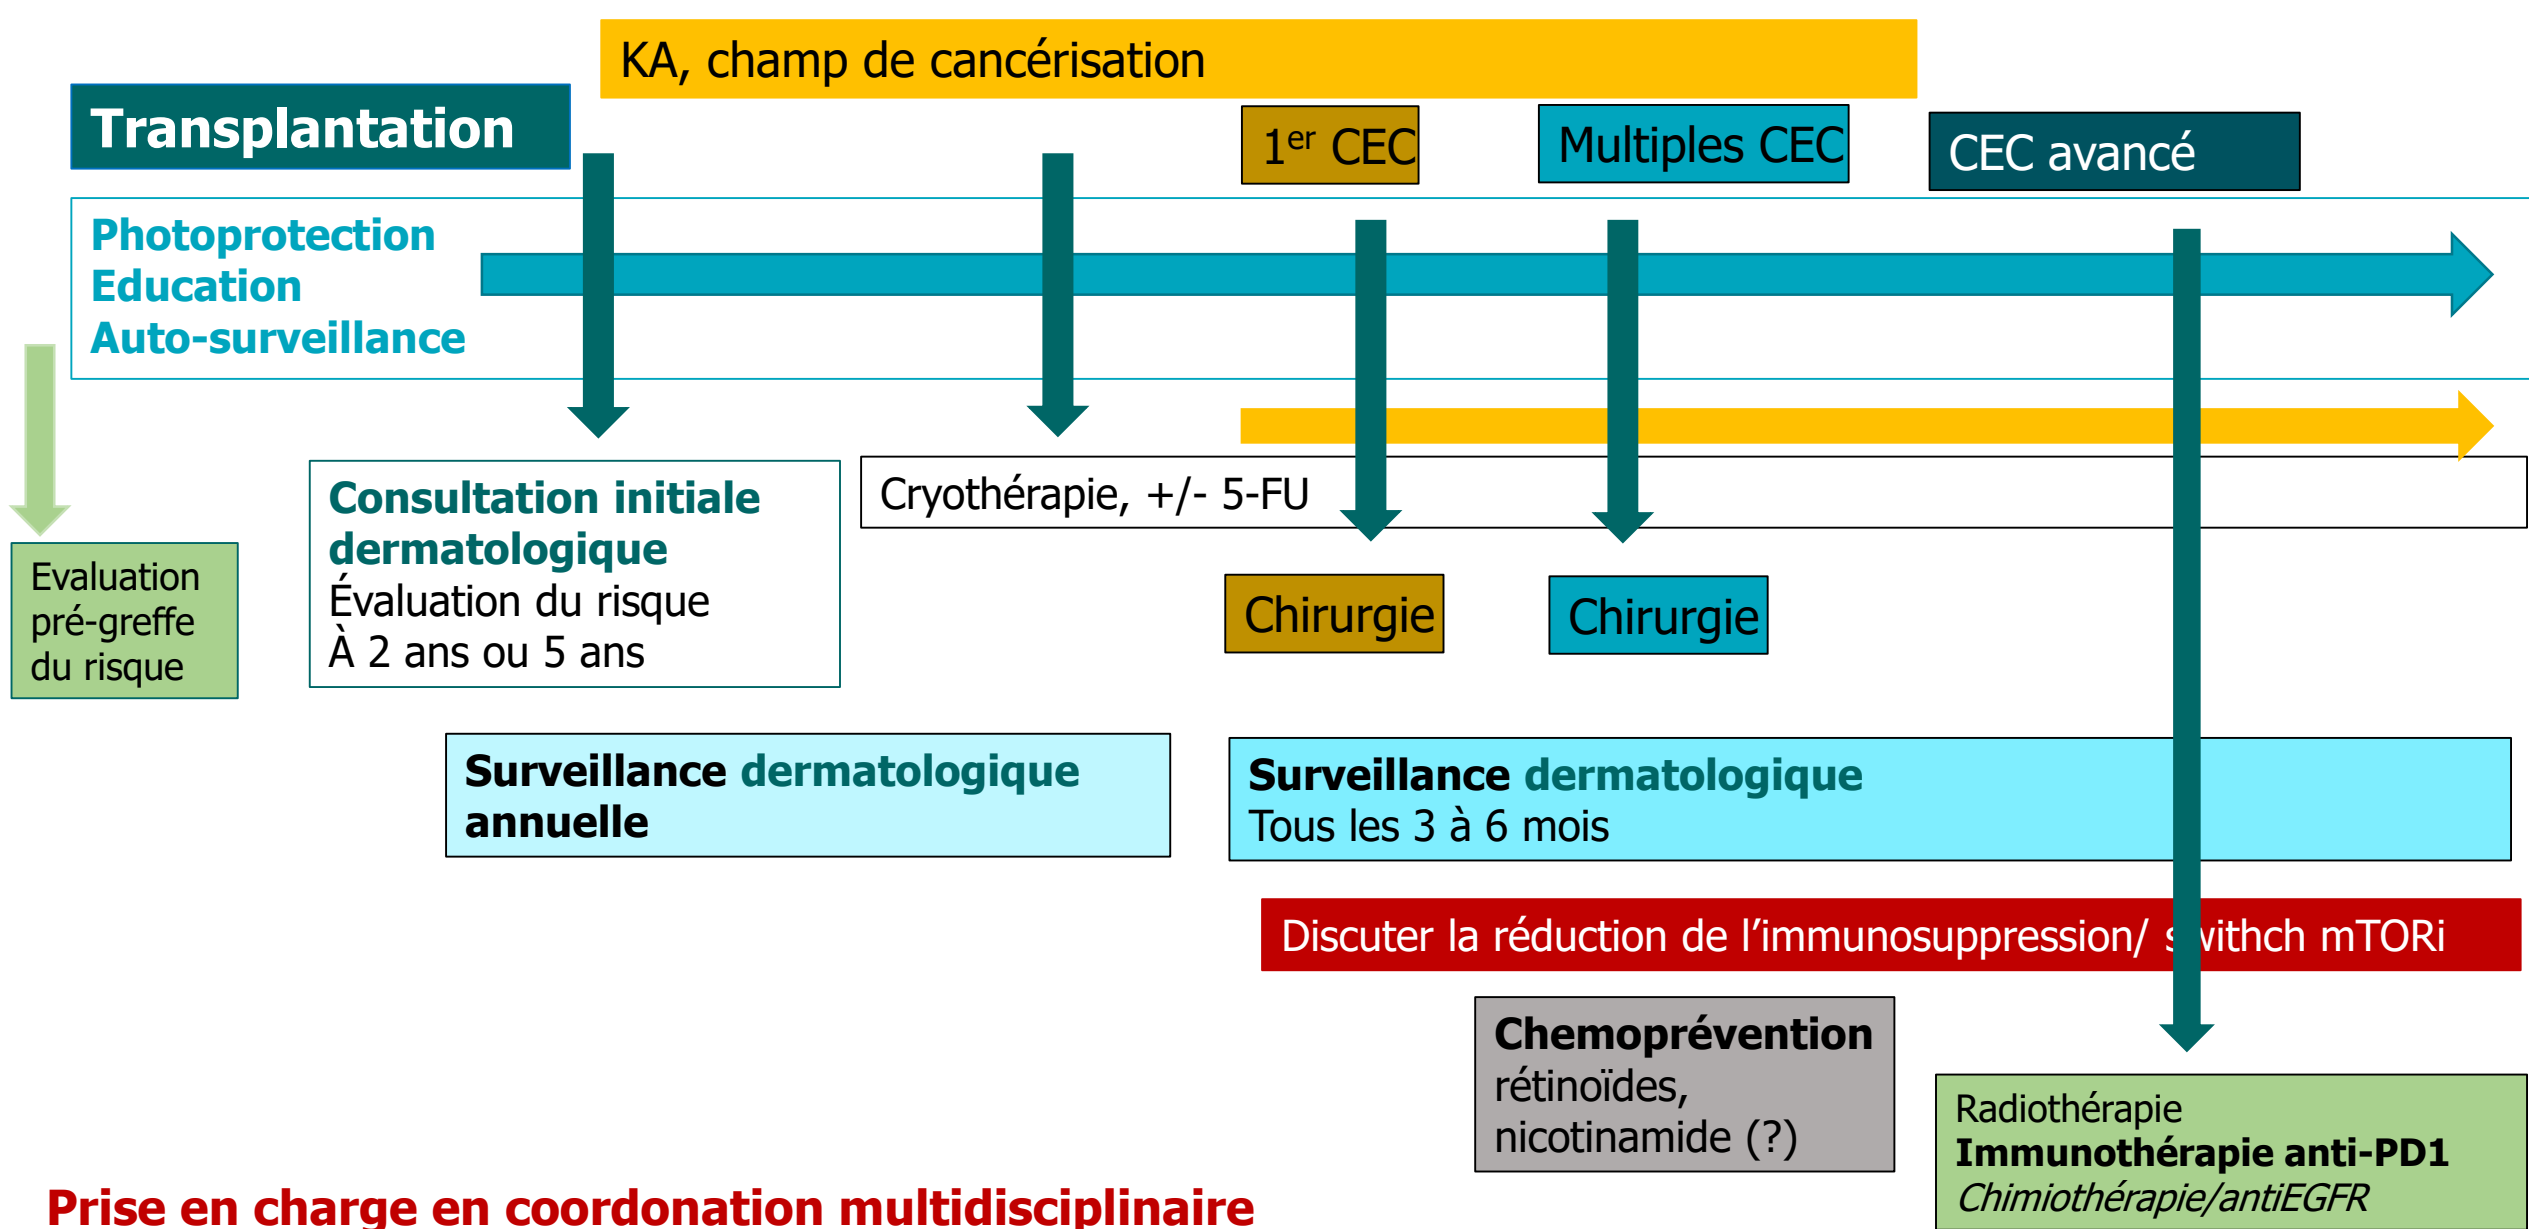 KA, champ de cancérisation
Transplantation
1er CEC
Multiples CEC
CEC avancé
Photoprotection
Education
Auto-surveillance
Evaluation
pré-greffe
du risque
Consultation initiale
dermatologique
Évaluation du risque
À 2 ans ou 5 ans
Cryothérapie, +/- 5-FU
Chirurgie
Chirurgie
Surveillance dermatologique
annuelle
Surveillance dermatologique
Tous les 3 à 6 mois
Discuter la réduction de l'immunosuppression/ swithch mTORi
Chemoprévention
rétinoïdes,
nicotinamide (?)
Radiothérapie
Immunothérapie anti-PD1
Chimiothérapie/antiEGFR
Prise en charge en coordonation multidisciplinaire